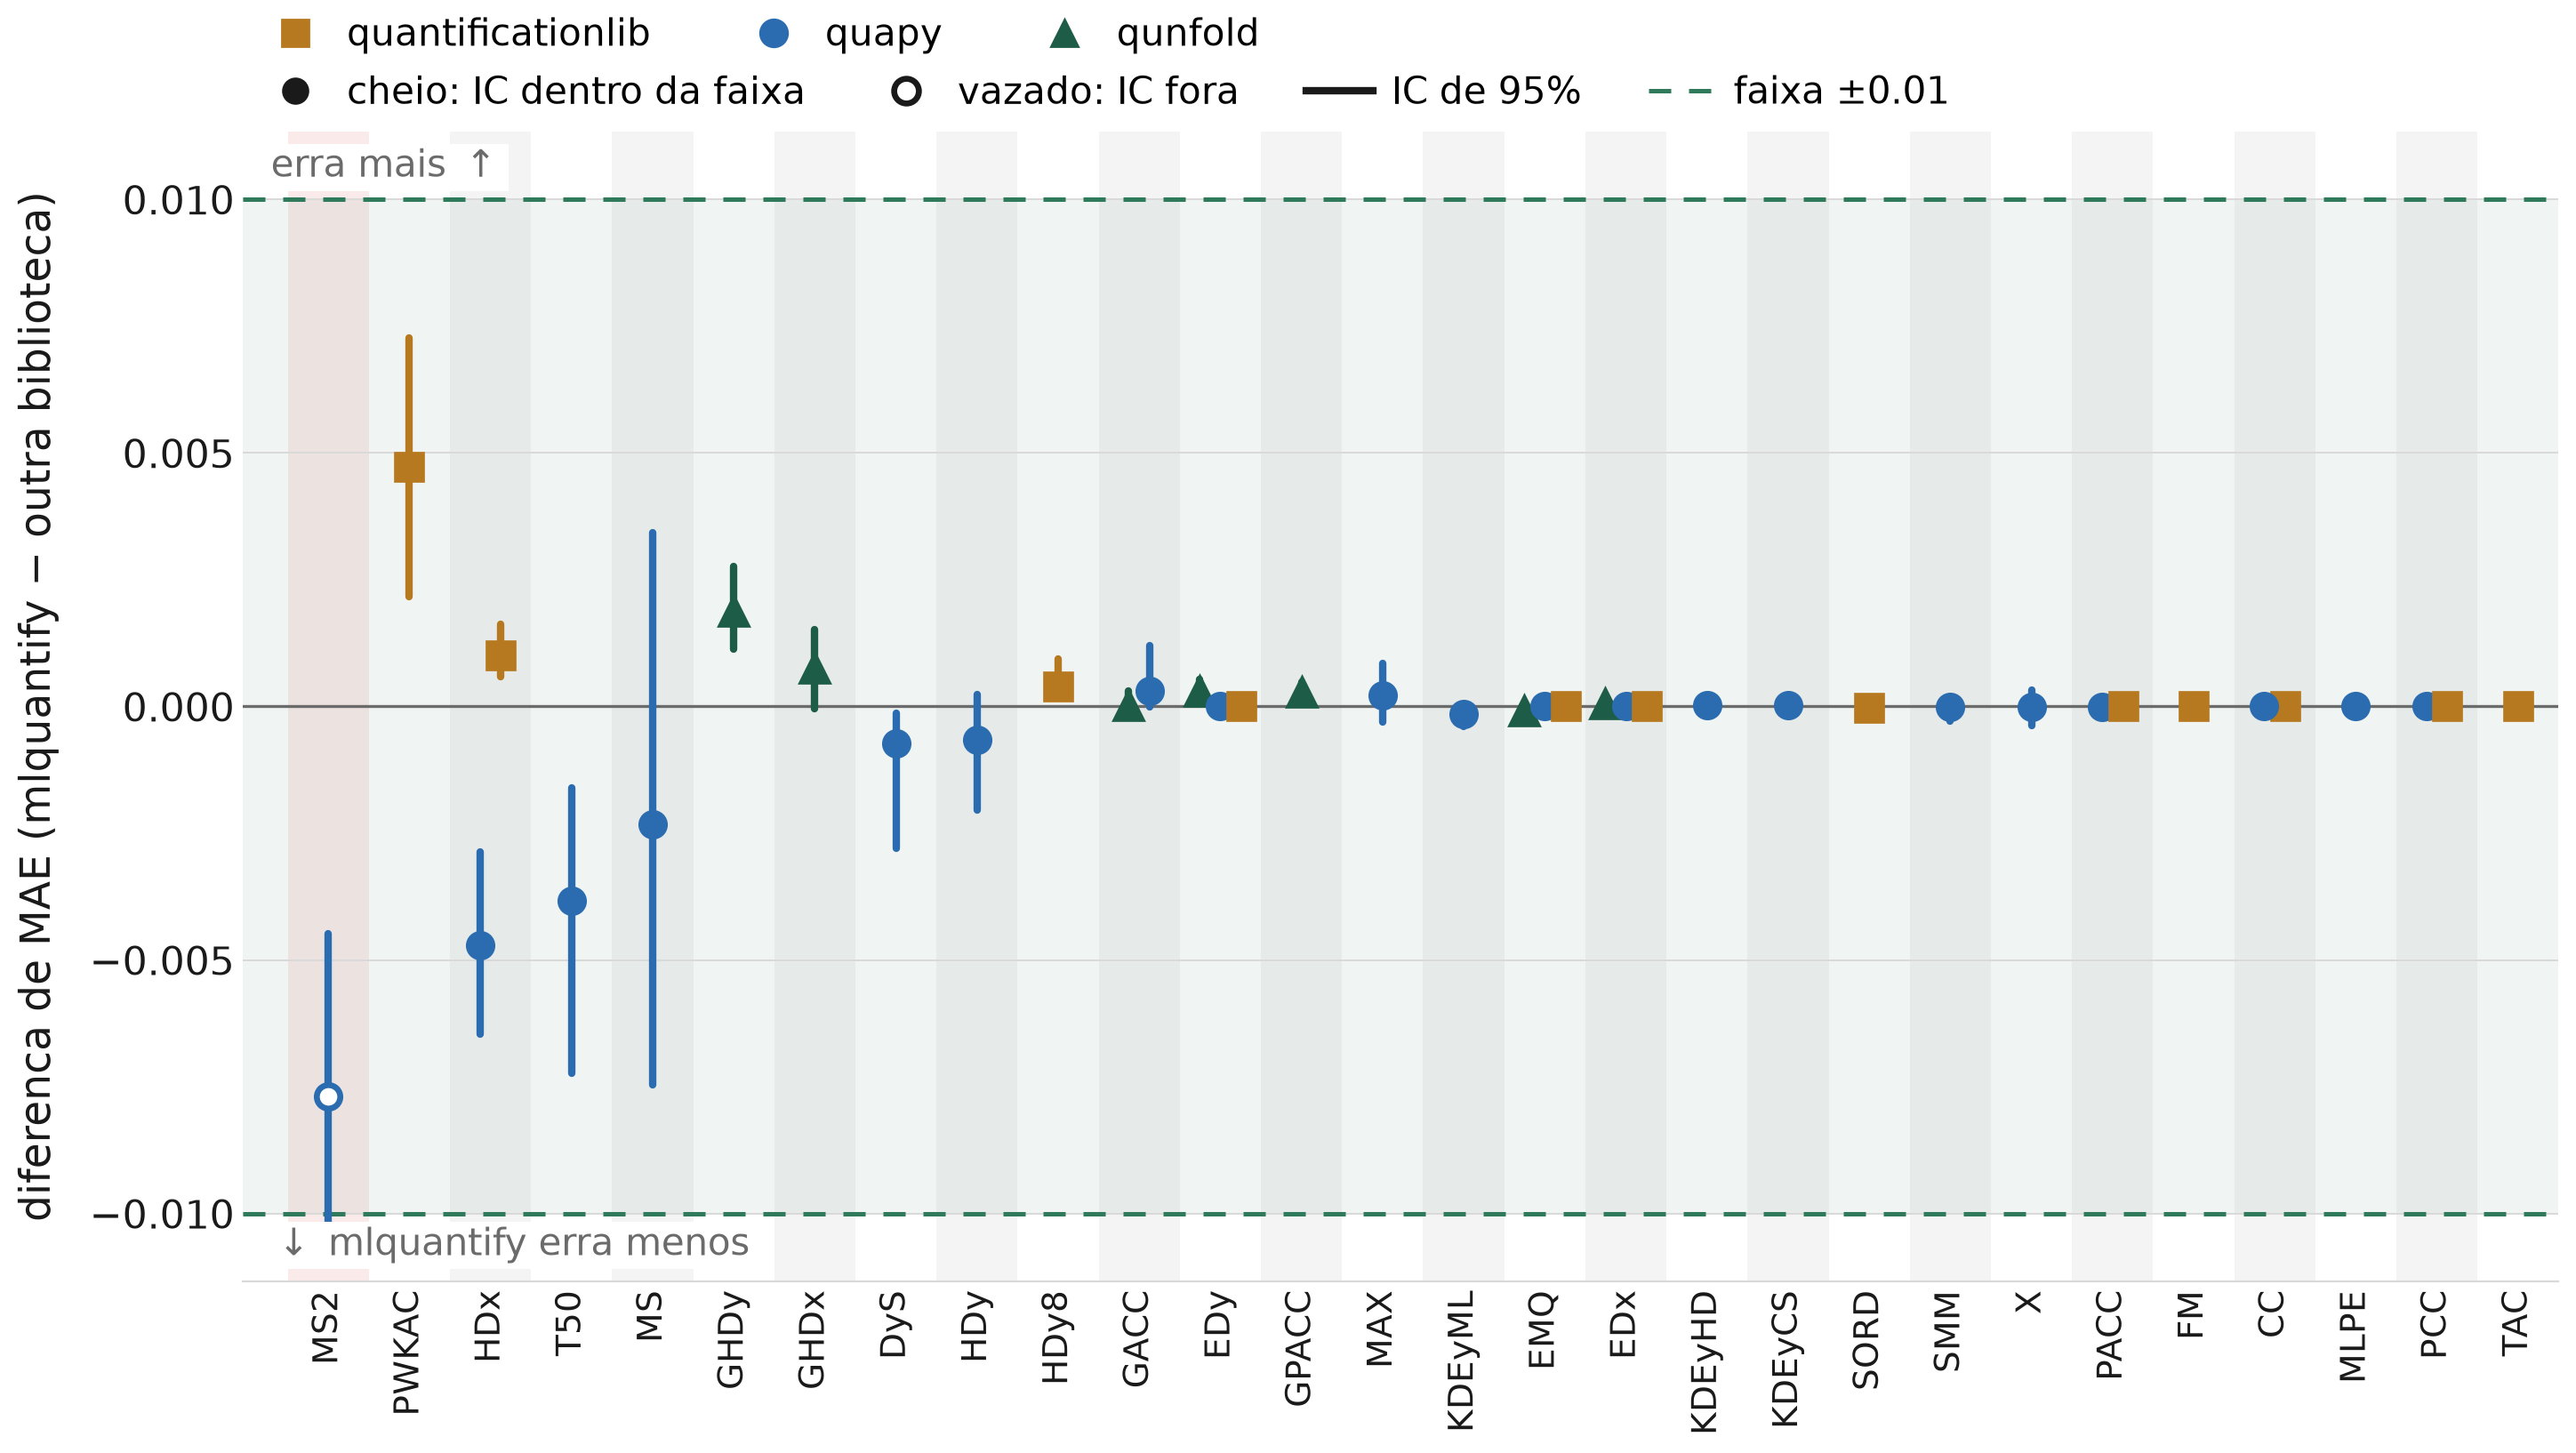 quantificationlib quapy qunfold
cheio: IC dentro da faixa vazado: IC fora IC de 95% faixa ±0.01
erra mais ↑
diferenca de MAE (mlquantify − outra biblioteca)
0.010
0.005
0.000
−0.005
−0.010
↓ mlquantify erra menos
MS2 PWKAC HDx T50 MS GHDy GHDx DyS HDy HDy8 GACC EDy GPACC MAX KDEyML EMQ EDx KDEyHD KDEyCS SORD SMM X PACC FM CC MLPE PCC TAC